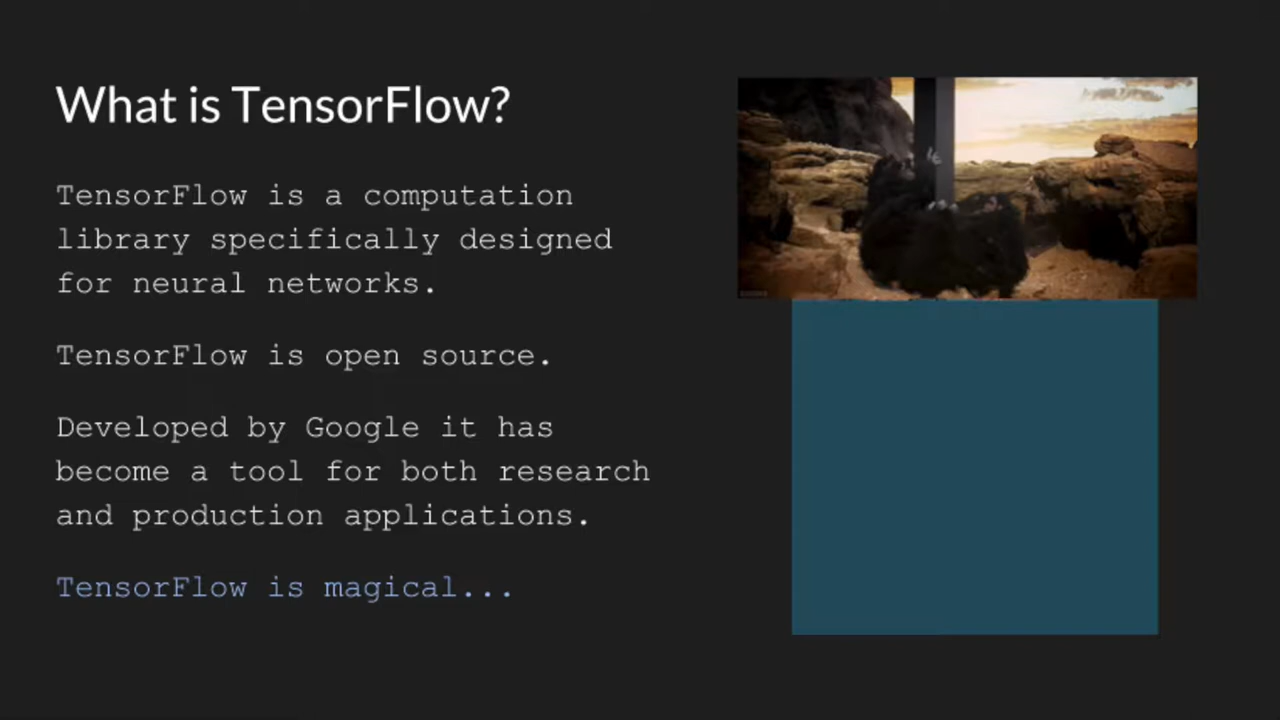 What is TensorFlow?
TensorFlow is a computation
library specifically designed
for neural networks.
TensorFlow is open source.
Developed by Google it has
become a tool for both research
and production applications.
TensorFlow is magical...